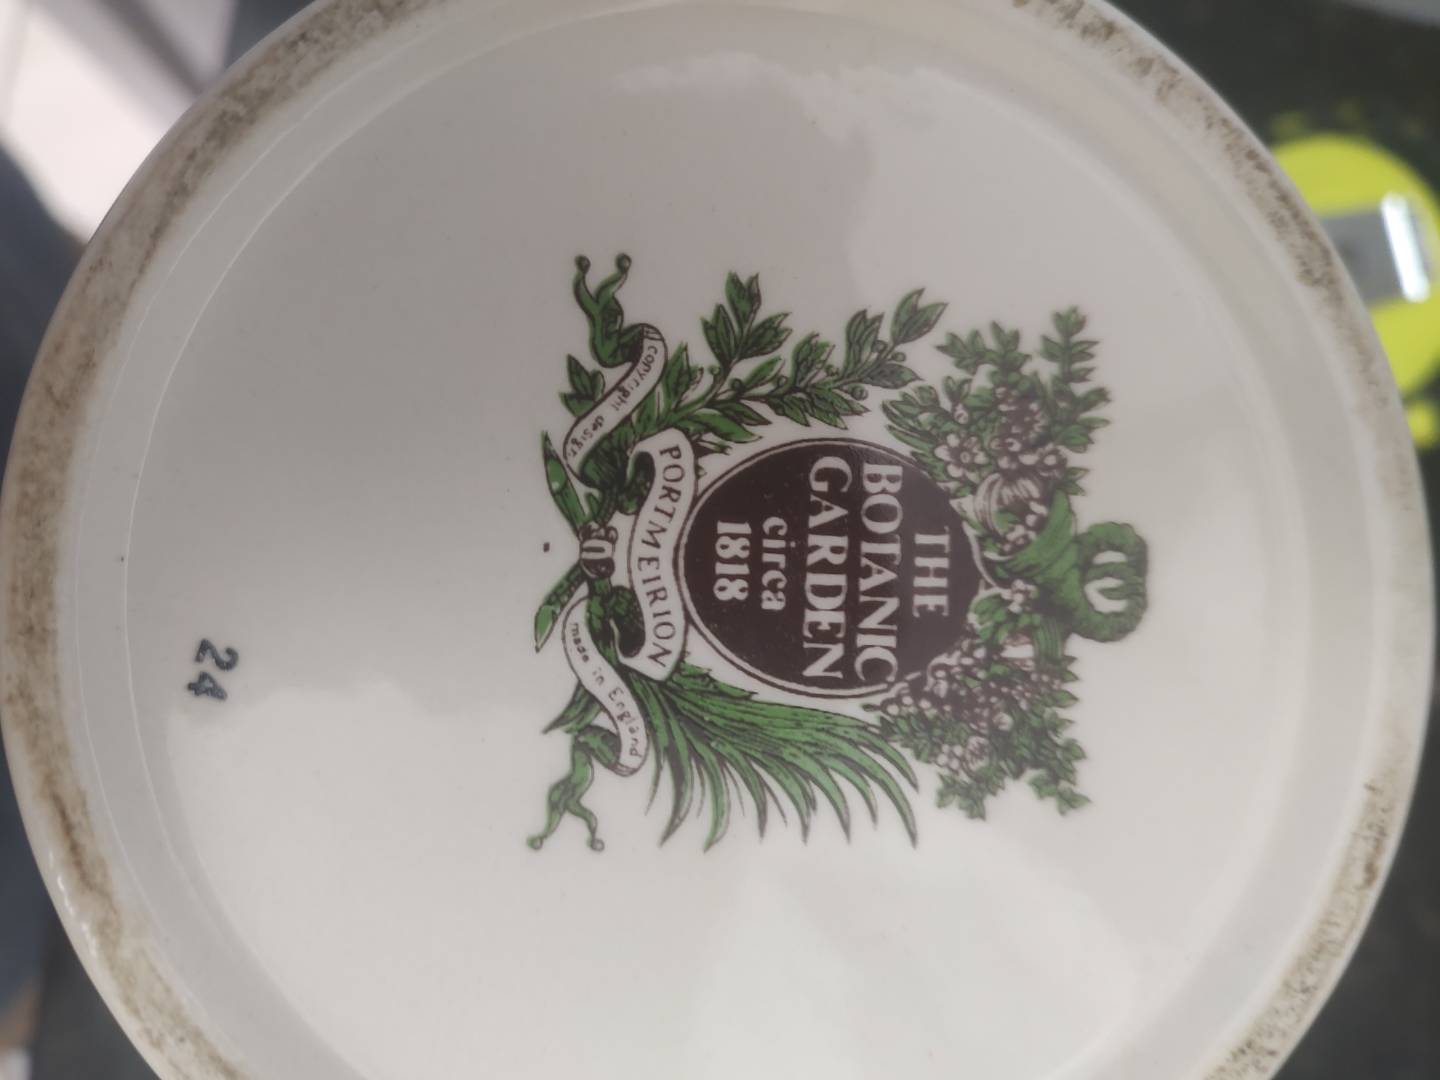 THE
BOTANIC
GARDEN
circa
1818
PORTMEIRION
copyright design
made in England
24